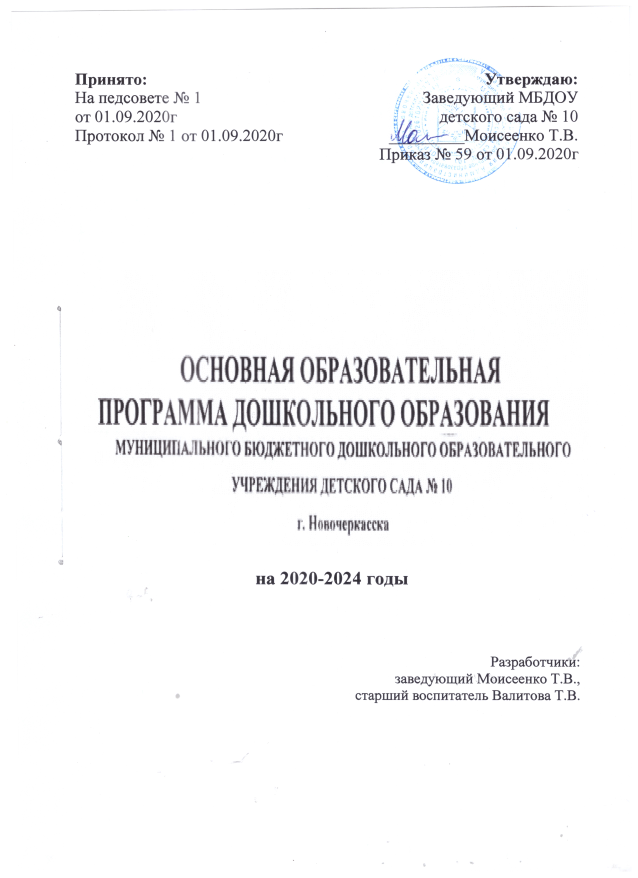 Принято:
На педсовете № 1
от 01.09.2020г
Протокол № 1 от 01.09.2020г
Утверждаю:
Заведующий МБДОУ
детского сада № 10
_________Моисеенко Т.В.
Приказ № 59 от 01.09.2020г
ОСНОВНАЯ ОБРАЗОВАТЕЛЬНАЯ
ПРОГРАММА ДОШКОЛЬНОГО ОБРАЗОВАНИЯ
МУНИЦИПАЛЬНОГО БЮДЖЕТНОГО ДОШКОЛЬНОГО ОБРАЗОВАТЕЛЬНОГО
УЧРЕЖДЕНИЯ ДЕТСКОГО САДА № 10
г. Новочеркасска
на 2020-2024 годы
Разработчики:
заведующий Моисеенко Т.В.,
старший воспитатель Валитова Т.В.